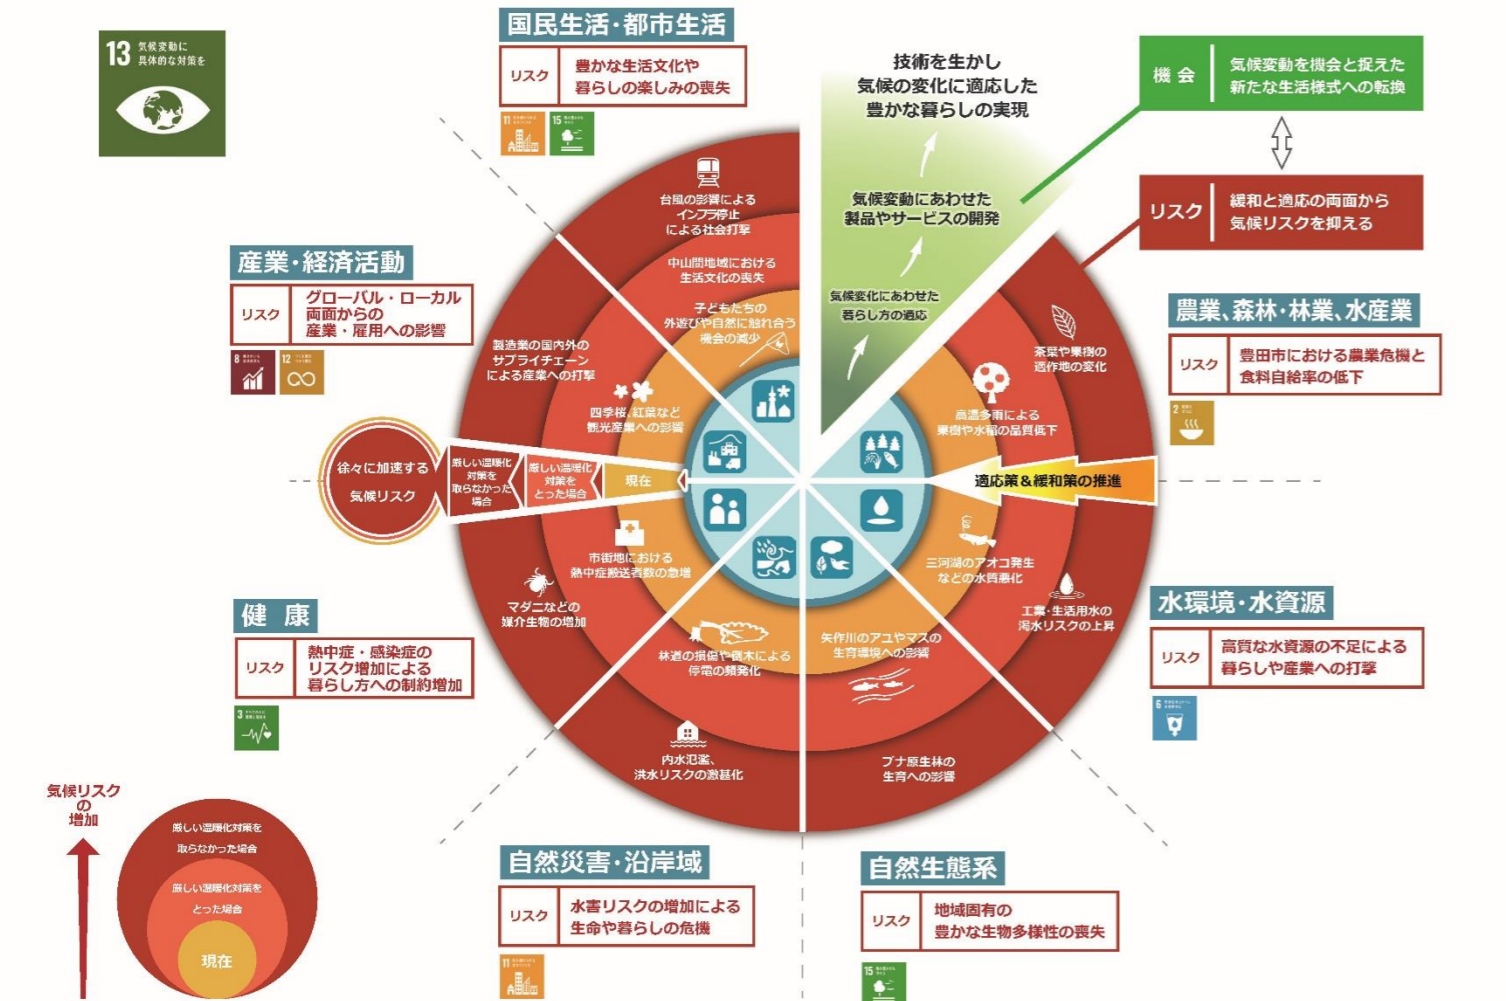 13 気候変動に
具体的な対策を
国民生活・都市生活
リスク
豊かな生活文化や
暮らしの楽しみの喪失
11
15
技術を生かし
気候の変化に適応した
豊かな暮らしの実現
気候変動にあわせた
製品やサービスの開発
気候変化にあわせた
暮らし方の適応
機会
気候変動を機会と捉えた
新たな生活様式への転換
リスク
緩和と適応の両面から
気候リスクを抑える
産業・経済活動
リスク
グローバル・ローカル
両面からの
産業・雇用への影響
8
12
農業、森林・林業、水産業
リスク
豊田市における農業危機と
食料自給率の低下
2
台風の影響による
インフラ停止
による社会打撃
中山間地域における
生活文化の喪失
子どもたちの
外遊びや自然に触れ合う
機会の減少
製造業の国内外の
サプライチェーン
による産業への打撃
四季桜、紅葉など
観光産業への影響
茶葉や果樹の
適作地の変化
高温多雨による
果樹や水稲の品質低下
徐々に加速する
気候リスク
厳しい温暖化
対策を
取らなかった
場合
厳しい温暖化
対策を
とった場合
現在
適応策&緩和策の推進
市街地における
熱中症搬送者数の急増
マダニなどの
媒介生物の増加
三河湖のアオコ発生
などの水質悪化
工業・生活用水の
渇水リスクの上昇
林道の損傷や倒木による
停電の頻発化
内水氾濫、
洪水リスクの激甚化
矢作川のアユやマスの
生育環境への影響
ブナ原生林の
生育への影響
健 康
リスク
熱中症・感染症の
リスク増加による
暮らし方への制約増加
3
水環境・水資源
リスク
高質な水資源の不足による
暮らしや産業への打撃
6
気候リスク
の
増加
厳しい温暖化対策を
取らなかった場合
厳しい温暖化対策を
とった場合
現在
自然災害・沿岸域
リスク
水害リスクの増加による
生命や暮らしの危機
11
自然生態系
リスク
地域固有の
豊かな生物多様性の喪失
15